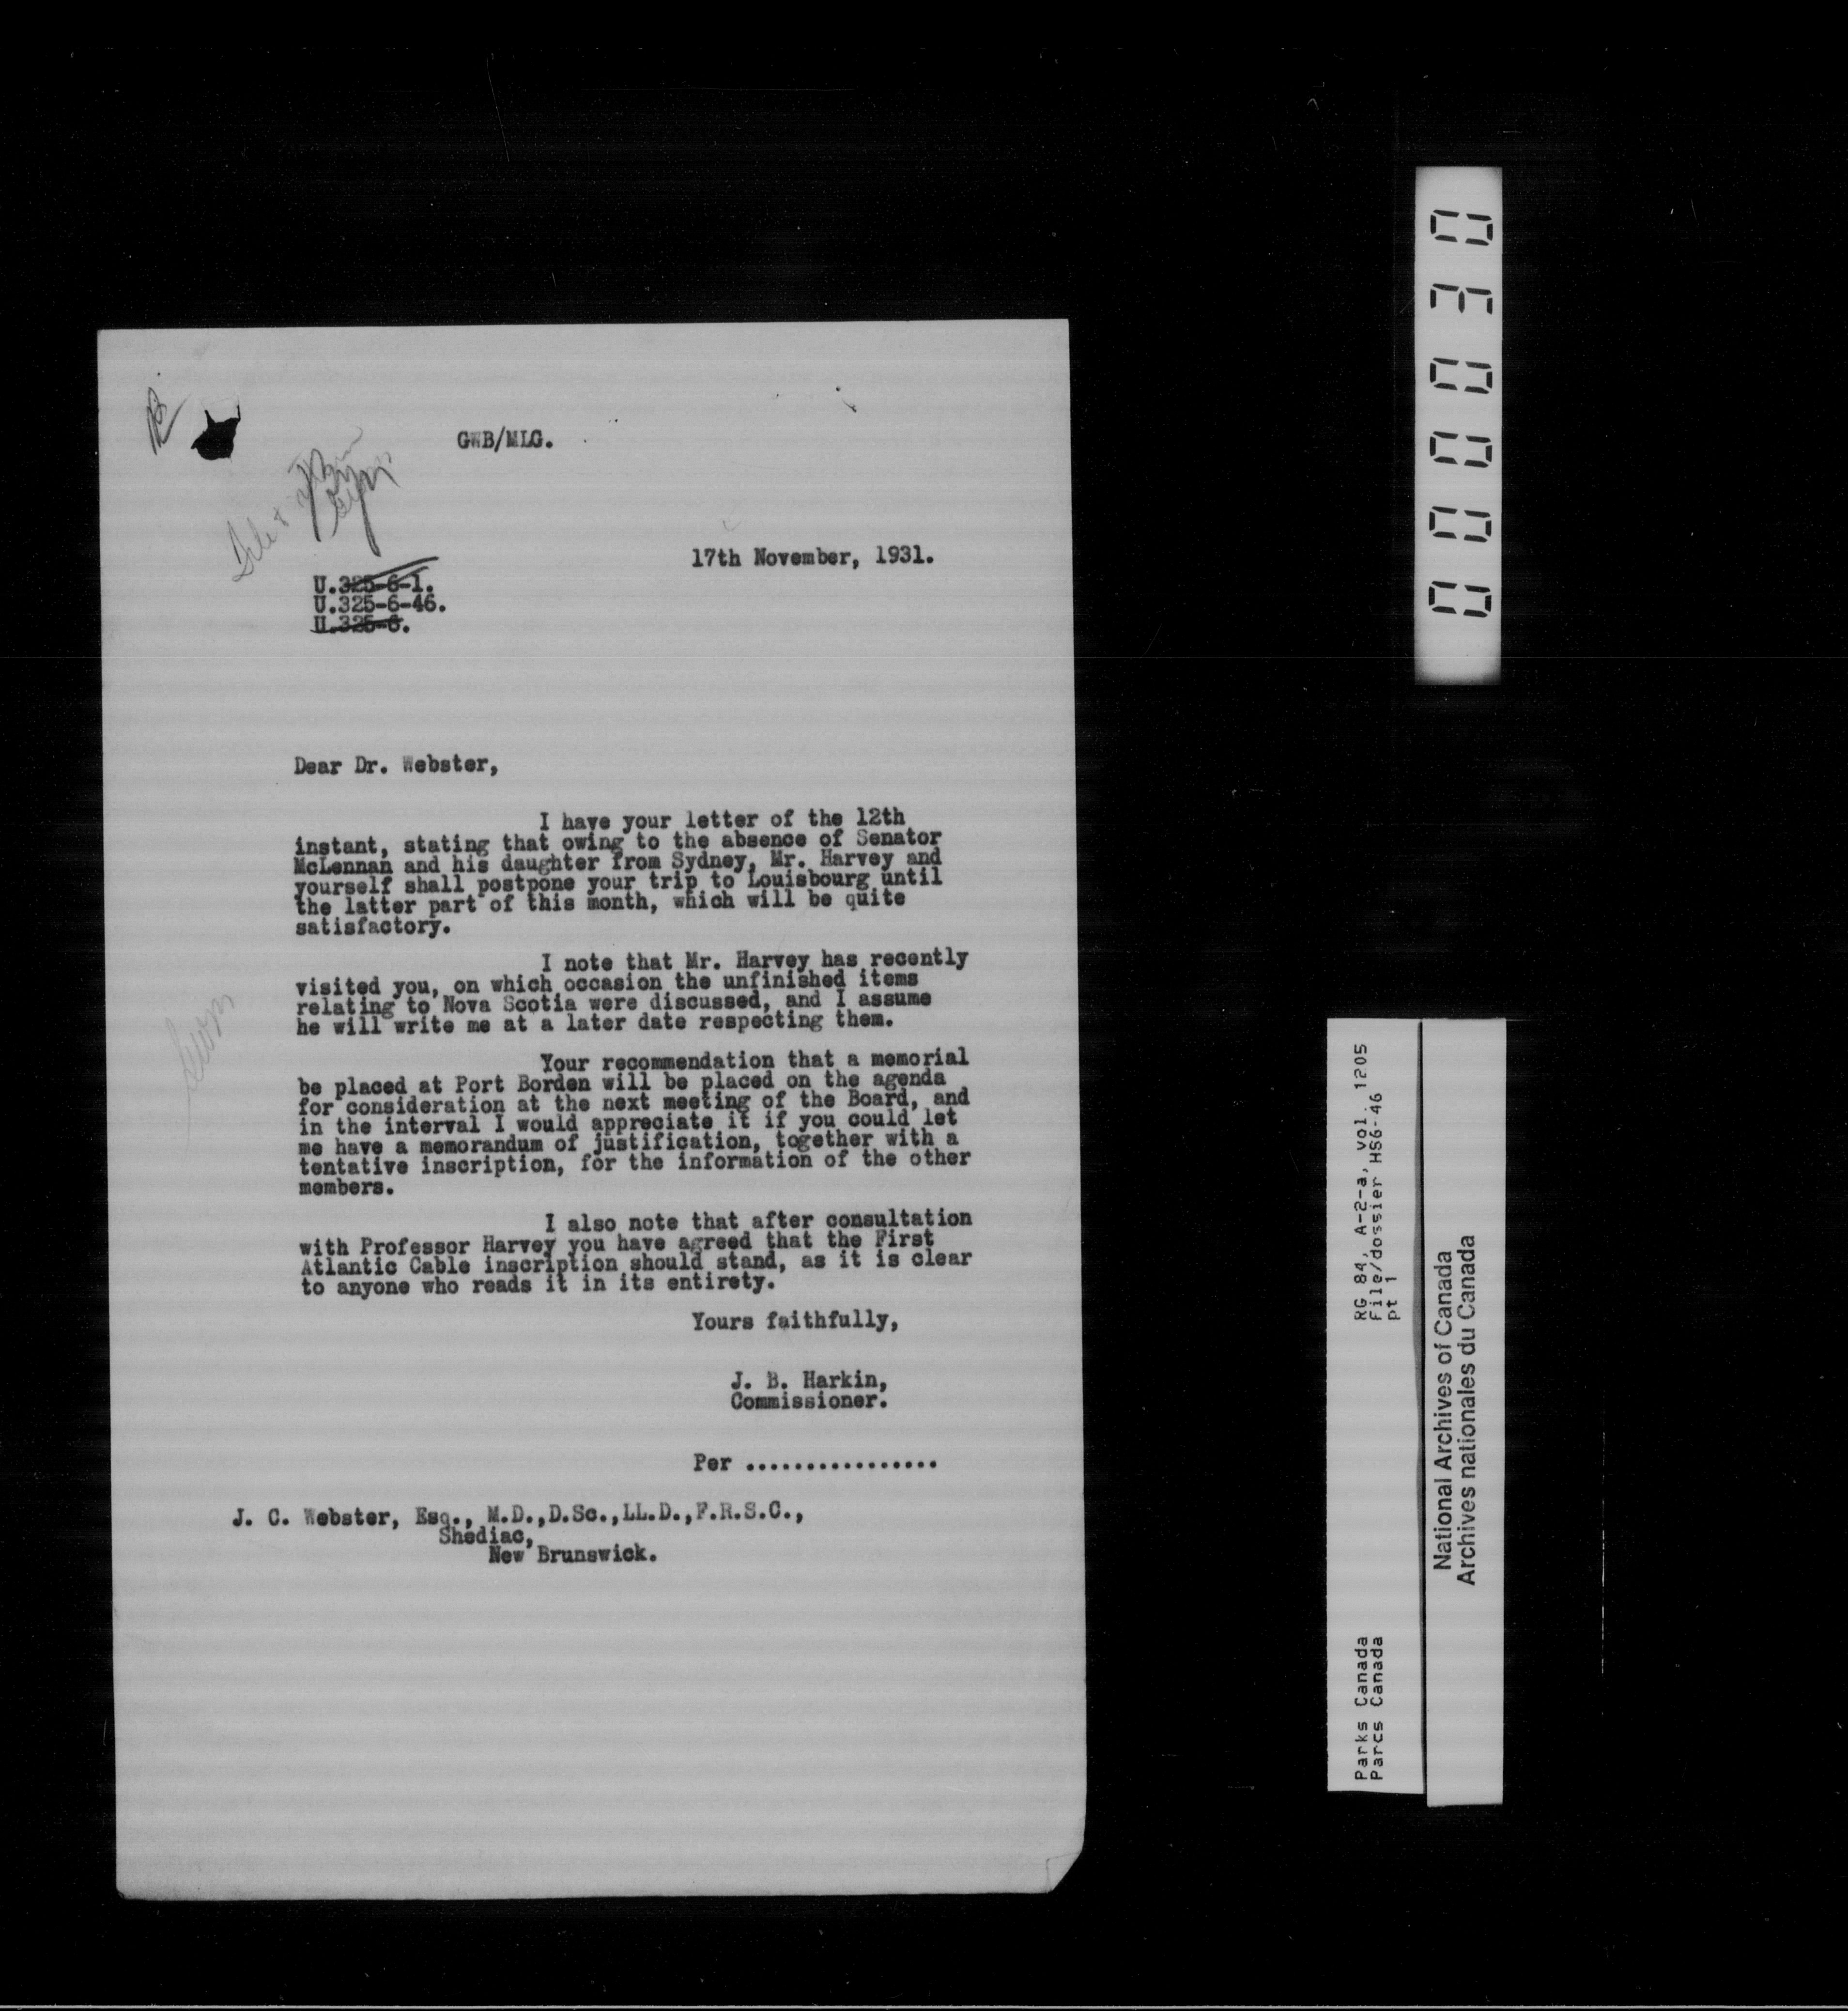 GWB/MLG.
17th November, 1931.
U.325-6-1.
U.325-6-46.
U.325-6.
Dear Dr. Webster,
I have your letter of the 12th
instant, stating that owing to the absence of Senator
McLennan and his daughter from Sydney, Mr. Harvey and
yourself shall postpone your trip to Louisbourg until
the latter part of this month, which will be quite
satisfactory.
I note that Mr. Harvey has recently
visited you, on which occasion the unfinished items
relating to Nova Scotia were discussed, and I assume
he will write me at a later date respecting them.
Your recommendation that a memorial
be placed at Port Borden will be placed on the agenda
for consideration at the next meeting of the Board, and
in the interval I would appreciate it if you could let
me have a memorandum of justification, together with a
tentative inscription, for the information of the other
members.
I also note that after consultation
with Professor Harvey you have agreed that the First
Atlantic Cable inscription should stand, as it is clear
to anyone who reads it in its entirety.
Yours faithfully,
J. B. Harkin,
Commissioner.
Per ................
J. C. Webster, Esq., M.D.,D.Sc.,LL.D.,F.R.S.C.,
Shediac,
New Brunswick.
000030
RG 84, A-2-a, vol. 1205
File/dossier HS6-46
pt 1
Parks Canada
Parcs Canada
National Archives of Canada
Archives nationales du Canada